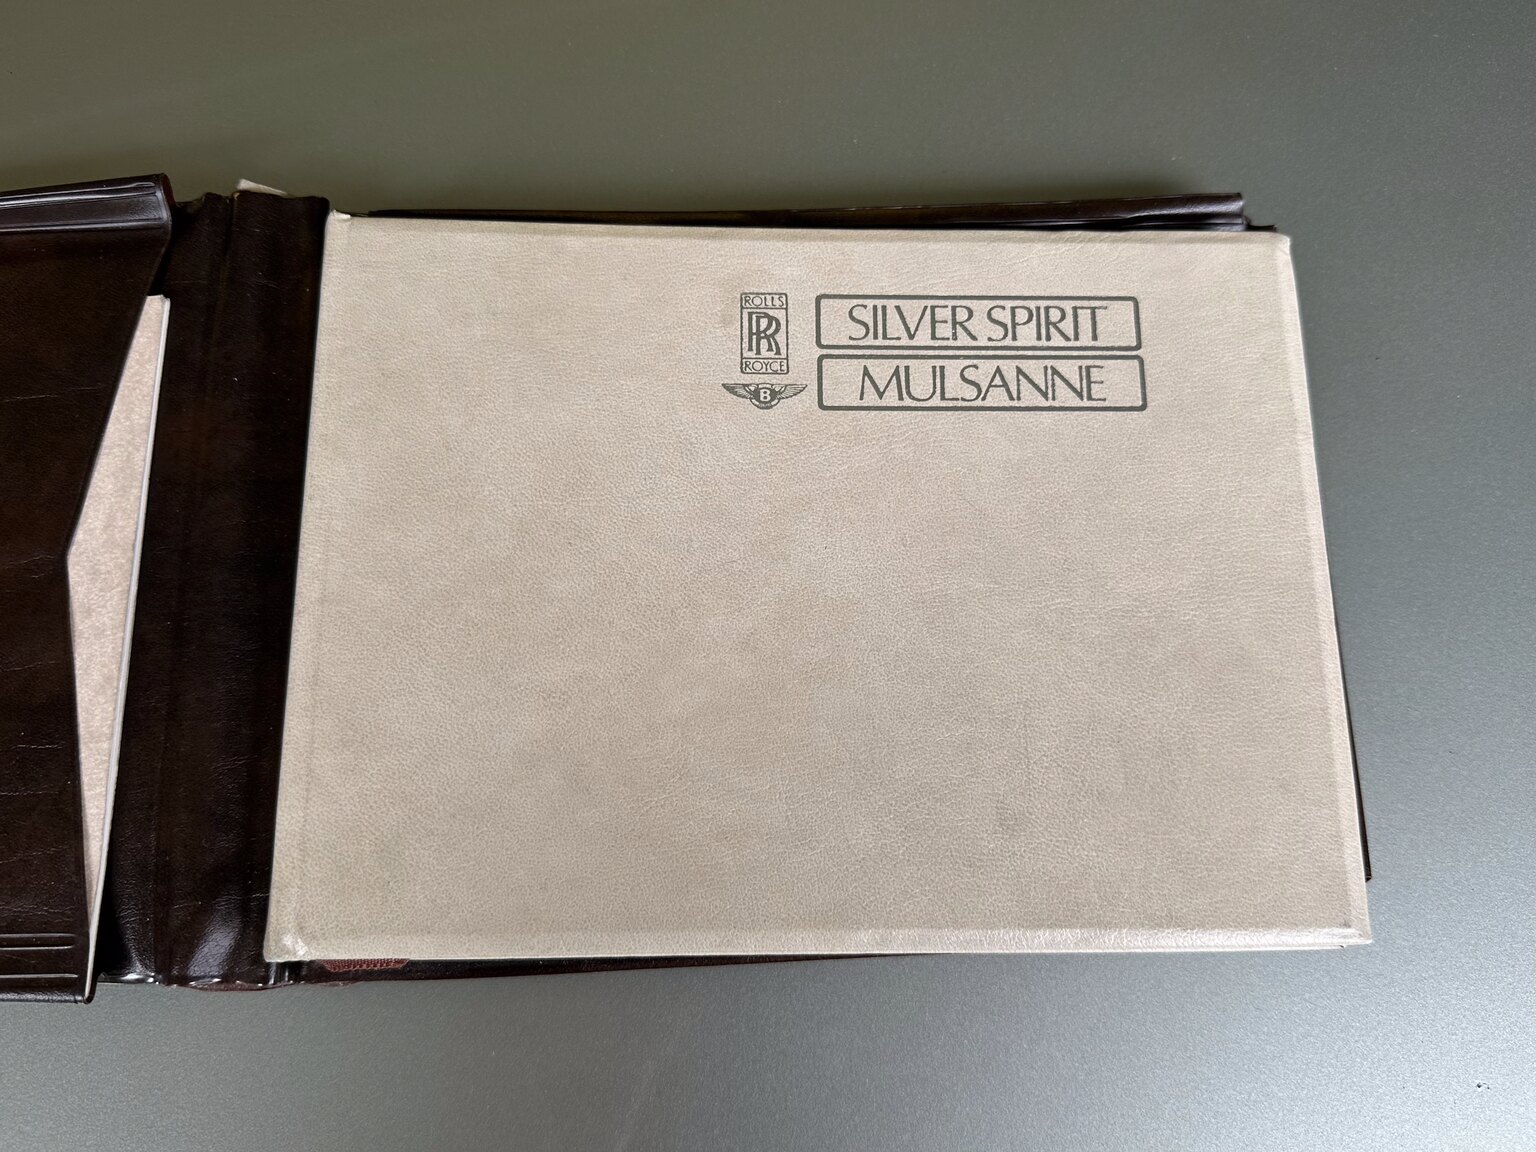 ROLLS
RR
ROYCE
SILVER SPIRIT
B
MULSANNE